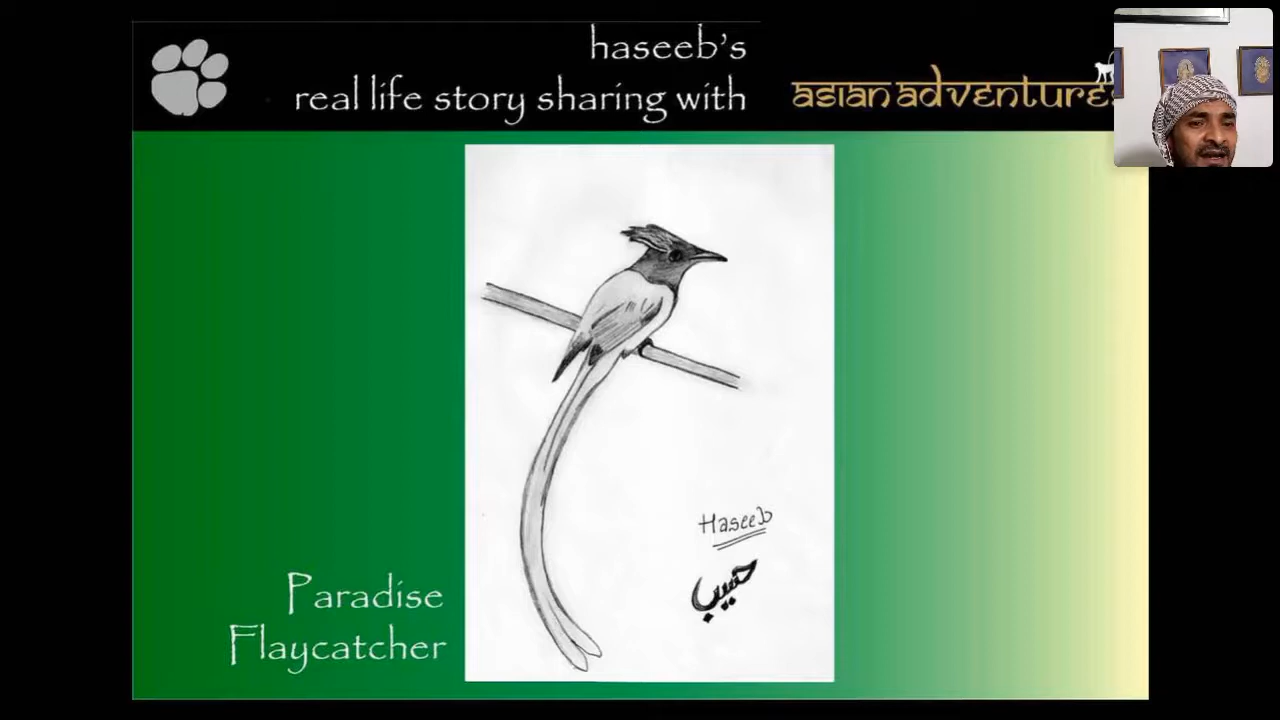 haseeb's
real life story sharing with asian adventures
Paradise
Flaycatcher
Haseeb
حسیب